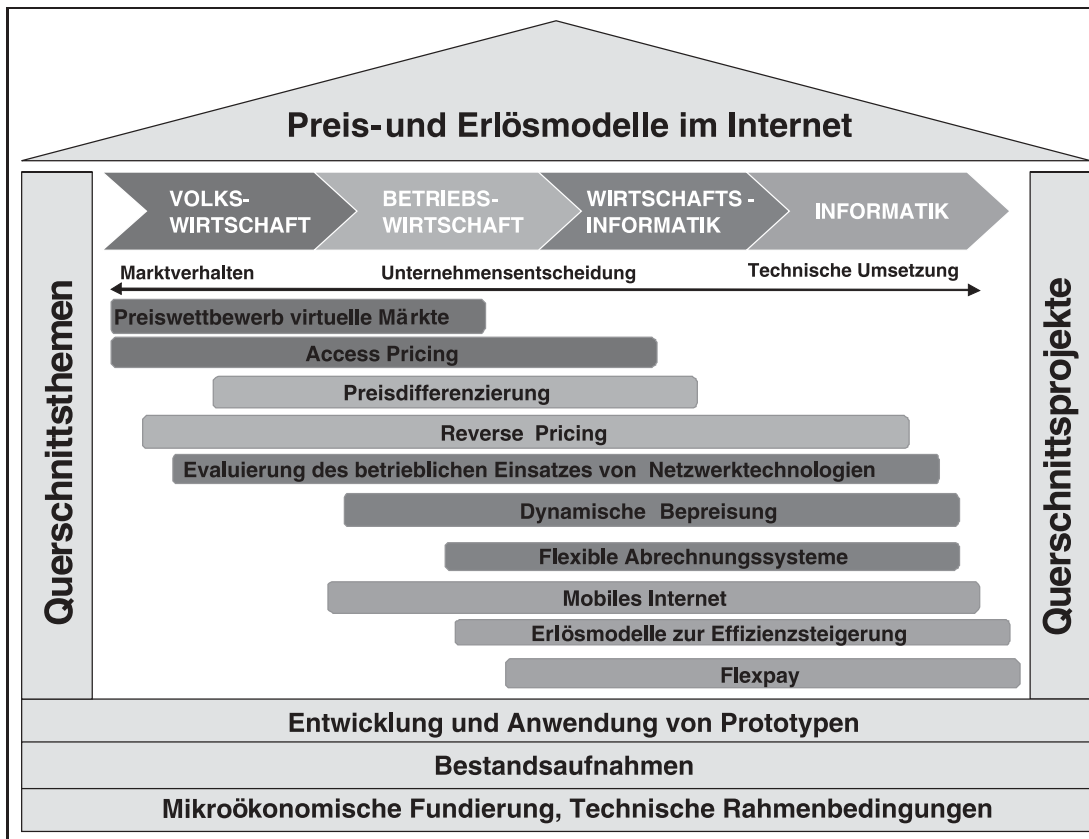 Preis-und Erlösmodelle im Internet
VOLKS-
WIRTSCHAFT
BETRIEBS-
WIRTSCHAFT
WIRTSCHAFTS -
INFORMATIK
INFORMATIK
Marktverhalten
Unternehmensentscheidung
Technische Umsetzung
Querschnittsthemen
Preiswettbewerb virtuelle Märkte
Access Pricing
Preisdifferenzierung
Reverse Pricing
Evaluierung des betrieblichen Einsatzes von Netzwerktechnologien
Dynamische Bepreisung
Flexible Abrechnungssysteme
Mobiles Internet
Erlösmodelle zur Effizienzsteigerung
Flexpay
Querschnittsprojekte
Entwicklung und Anwendung von Prototypen
Bestandsaufnahmen
Mikroökonomische Fundierung, Technische Rahmenbedingungen